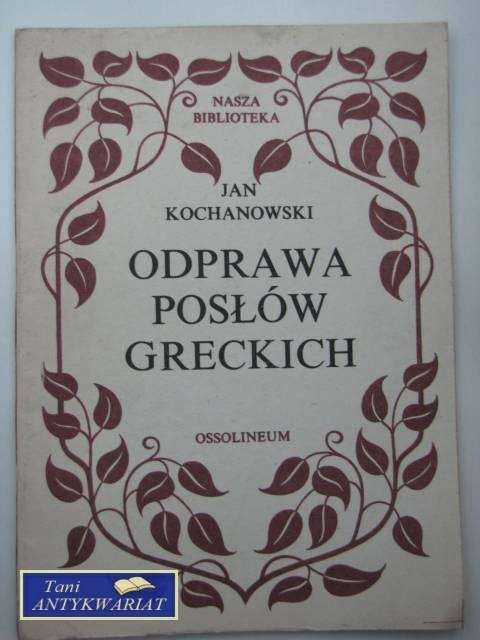 NASZA
BIBLIOTEKA
JAN
KOCHANOWSKI
ODPRAWA
POSŁÓW
GRECKICH
OSSOLINEUM
Tani
ANTYKWARIAT